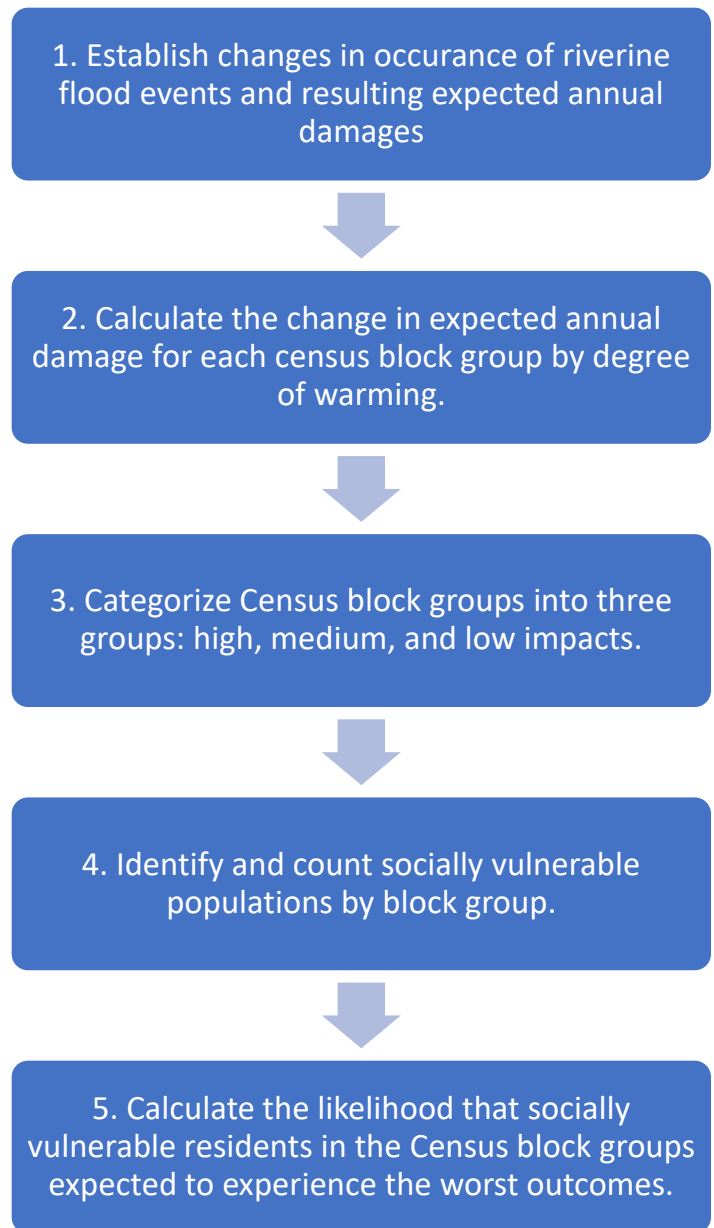 1. Establish changes in occurance of riverine
flood events and resulting expected annual
damages
2. Calculate the change in expected annual
damage for each census block group by degree
of warming.
3. Categorize Census block groups into three
groups: high, medium, and low impacts.
4. Identify and count socially vulnerable
populations by block group.
5. Calculate the likelihood that socially
vulnerable residents in the Census block groups
expected to experience the worst outcomes.